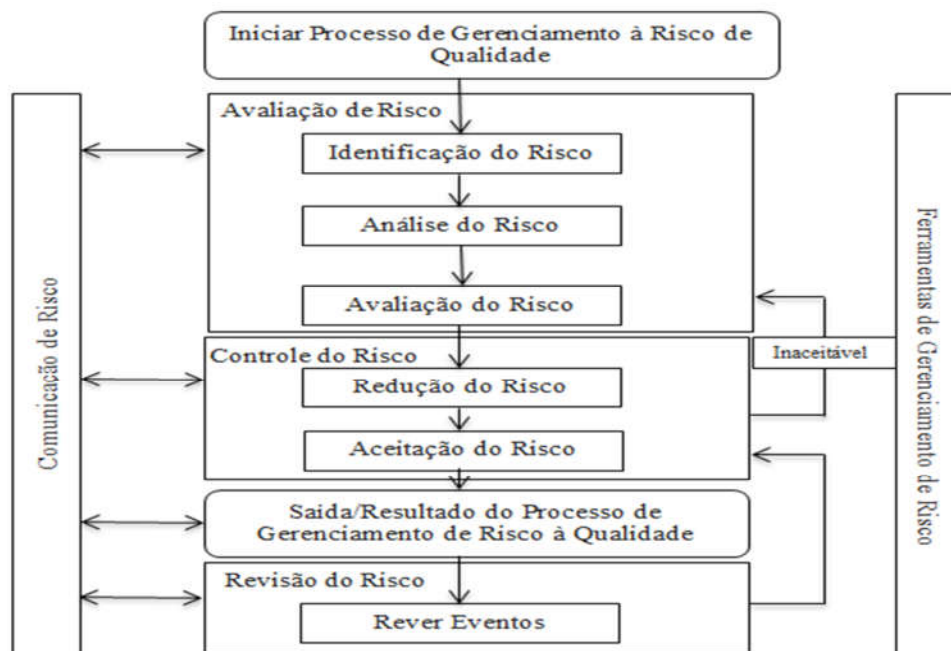 Iniciar Processo de Gerenciamento à Risco de
Qualidade
Avaliação de Risco
Identificação do Risco
Análise do Risco
Avaliação do Risco
Controle do Risco
Redução do Risco
Aceitação do Risco
Inaceitável
Saída/Resultado do Processo de
Gerenciamento de Risco à Qualidade
Revisão do Risco
Rever Eventos
Comunicação de Risco
Ferramentas de Gerenciamento de Risco